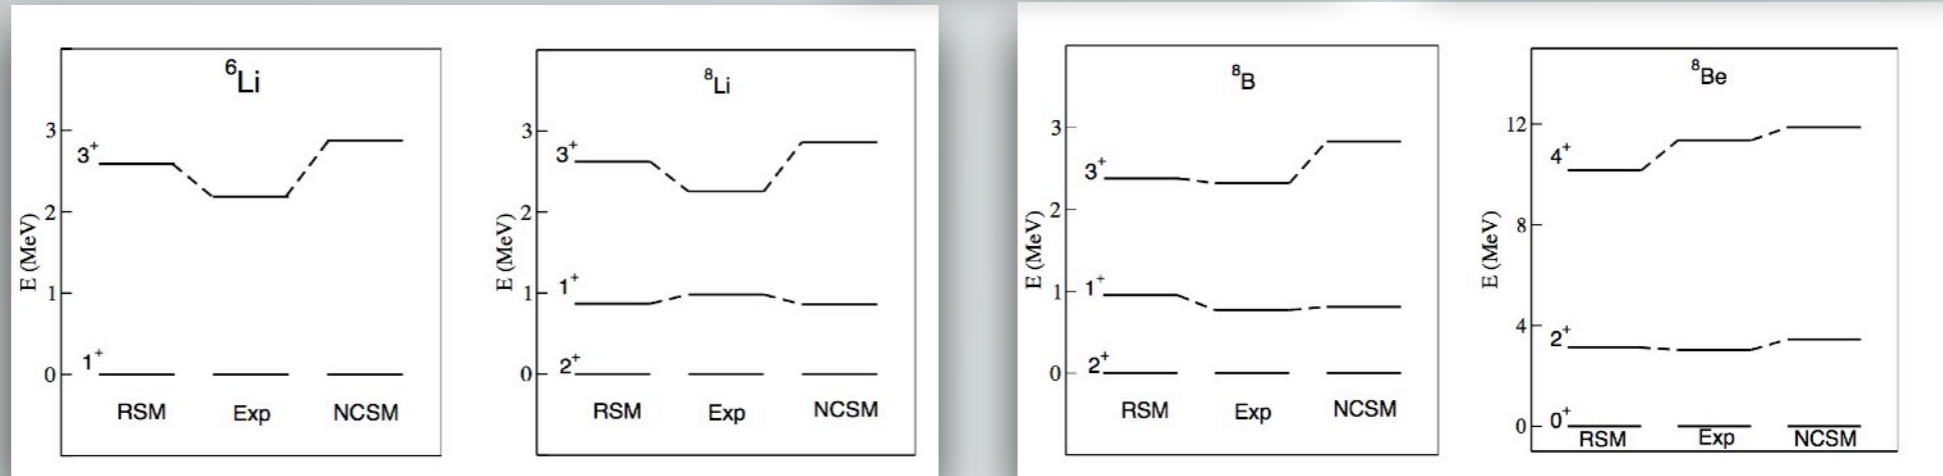 ⁶Li
E (MeV)
3
2
1
0
3⁺
1⁺
RSM Exp NCSM
⁸Li
E (MeV)
3
2
1
0
3⁺
1⁺
2⁺
RSM Exp NCSM
⁸B
E (MeV)
3
2
1
0
3⁺
1⁺
2⁺
RSM Exp NCSM
⁸Be
E (MeV)
12
8
4
0
4⁺
2⁺
0⁺
RSM Exp NCSM